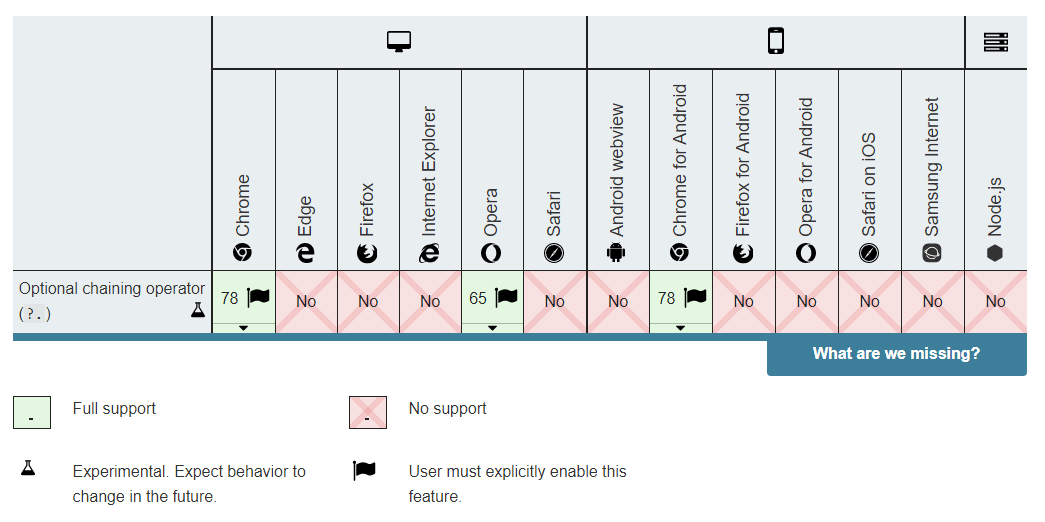 Chrome
Edge
Firefox
Internet Explorer
Opera
Safari
Android webview
Chrome for Android
Firefox for Android
Opera for Android
Safari on iOS
Samsung Internet
Node.js
Optional chaining operator
(?.)
78
No
No
No
65
No
No
78
No
No
No
No
No
What are we missing?
- Full support
- No support
Experimental. Expect behavior to
change in the future.
User must explicitly enable this
feature.